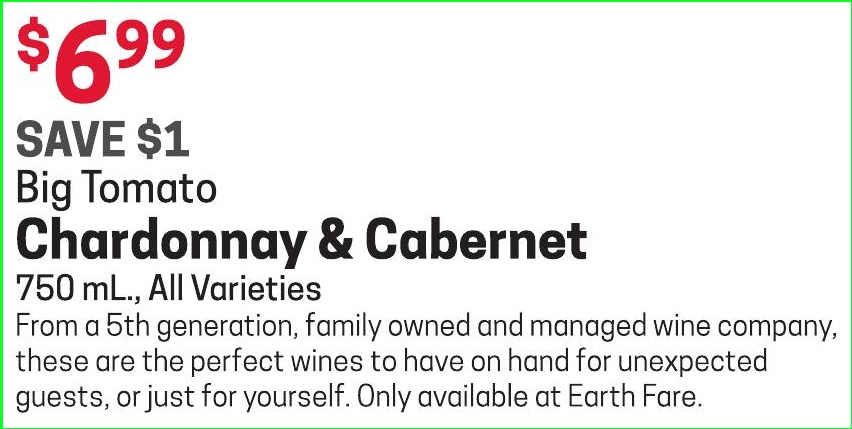 $6.99
SAVE $1
Big Tomato
Chardonnay & Cabernet
750 mL., All Varieties
From a 5th generation, family owned and managed wine company,
these are the perfect wines to have on hand for unexpected
guests, or just for yourself. Only available at Earth Fare.